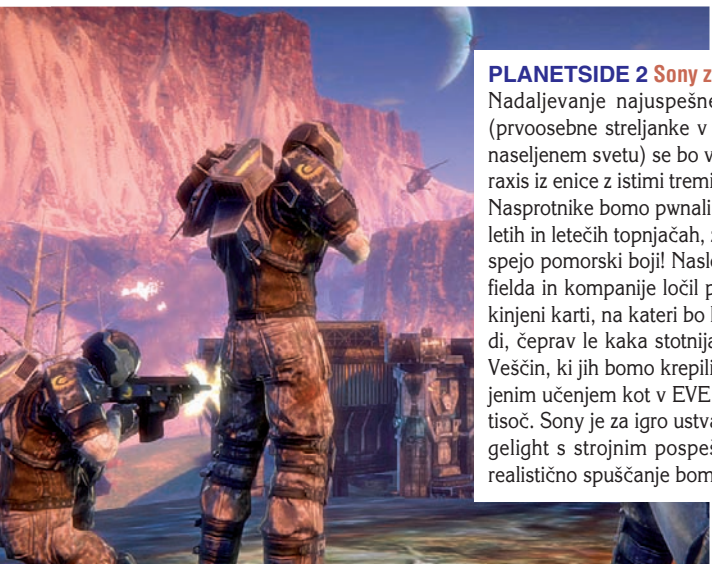 PLANETSIDE 2 Sony z
Nadaljevanje najuspešne
(prvoosebne streljanke v
naseljenem svetu) se bo v
raxis iz enice z istimi tremi
Nasprotnike bomo pwnali
letih in letečih topnjačah,
spejo pomorski boji! Nasl
fielda in kompanije ločil p
kinjeni karti, na kateri bo
di, čeprav le kaka stotnija
Veščin, ki jih bomo krepili
jenim učenjem kot v EVE
tisoč. Sony je za igro ustva
gelight s strojnim pospeš
realistično spuščanje bom